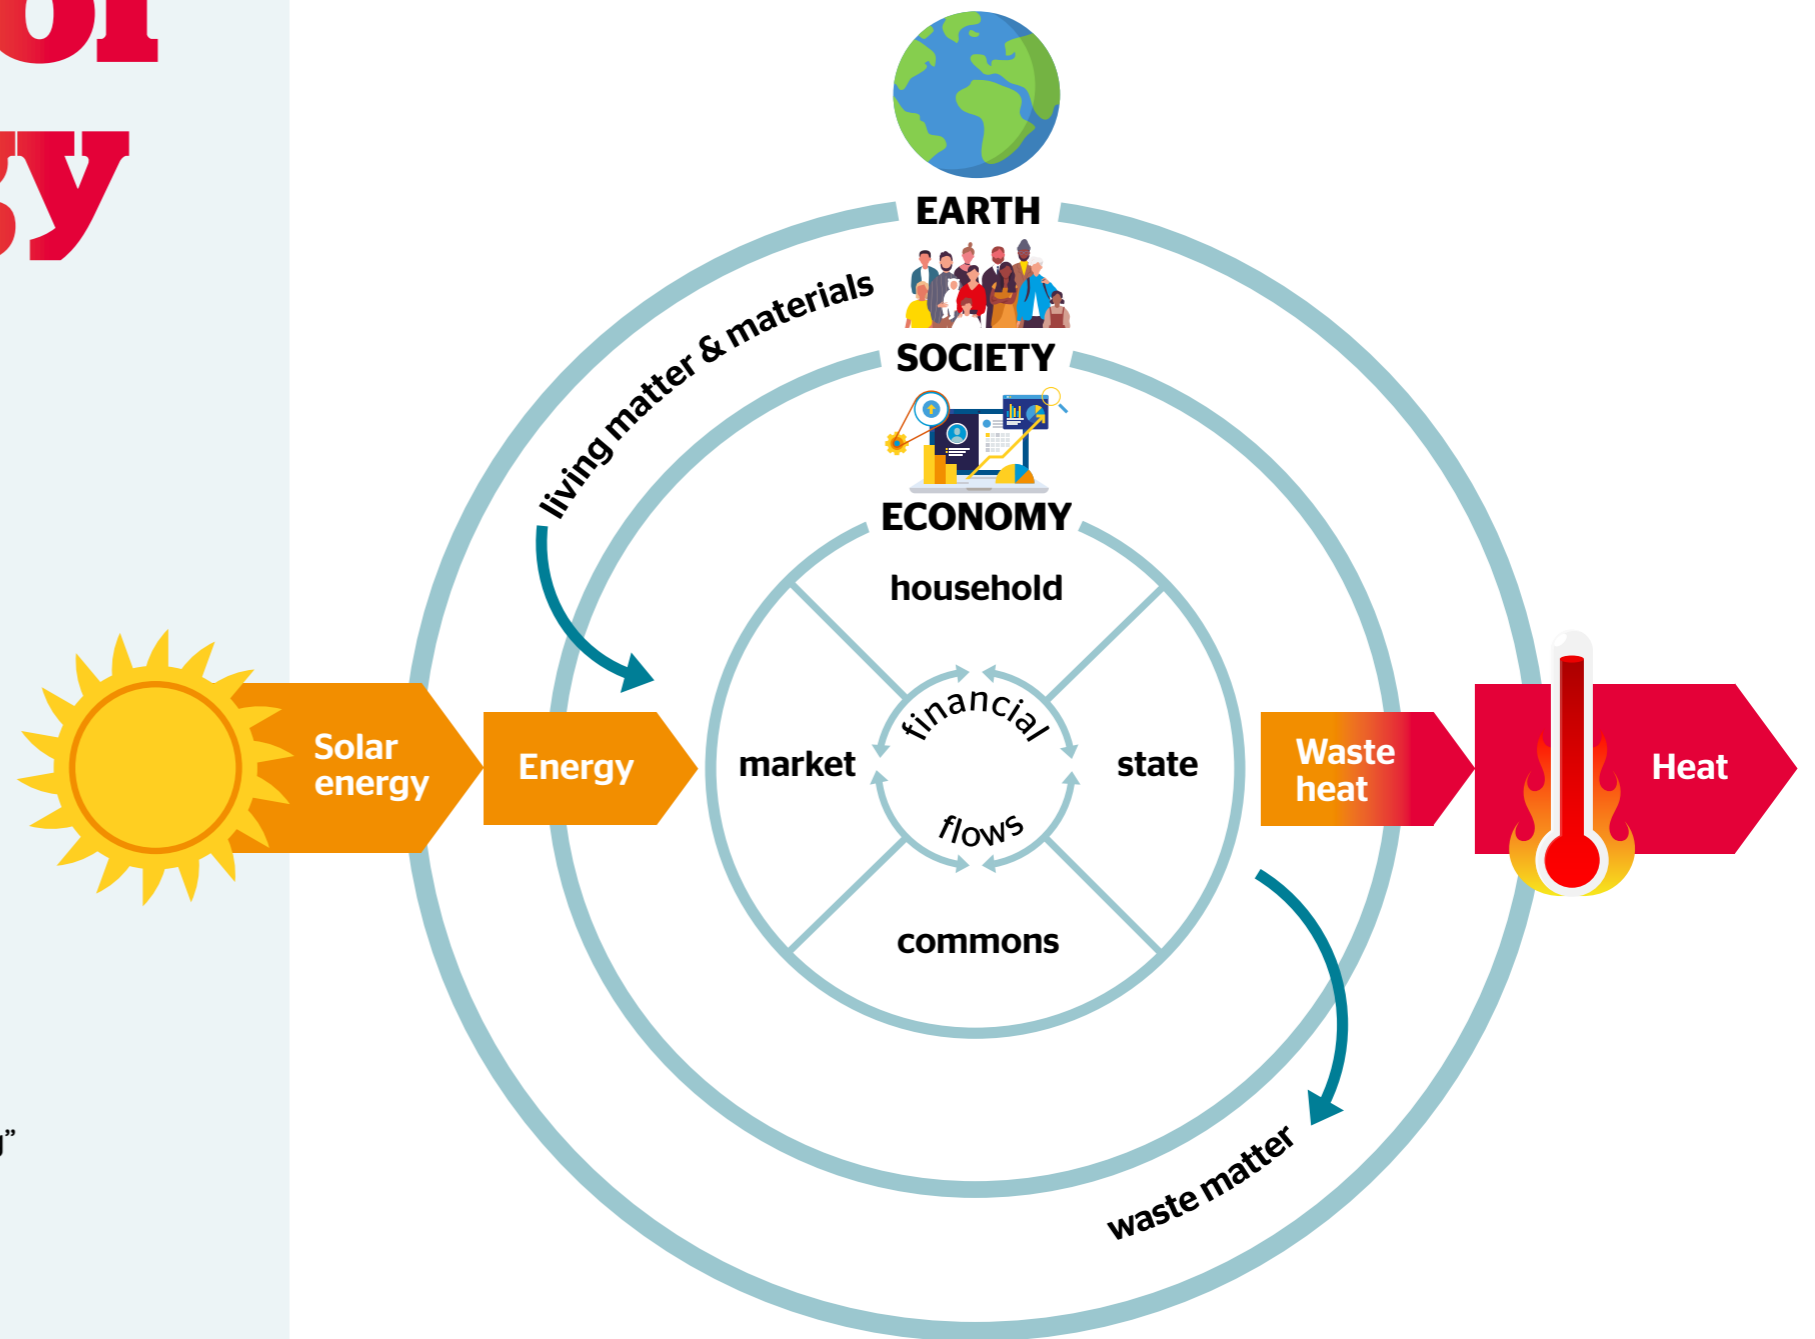 EARTH
living matter & materials
SOCIETY
ECONOMY
household
financial
market
state
flows
commons
Solar
energy
Energy
Waste
heat
Heat
waste matter